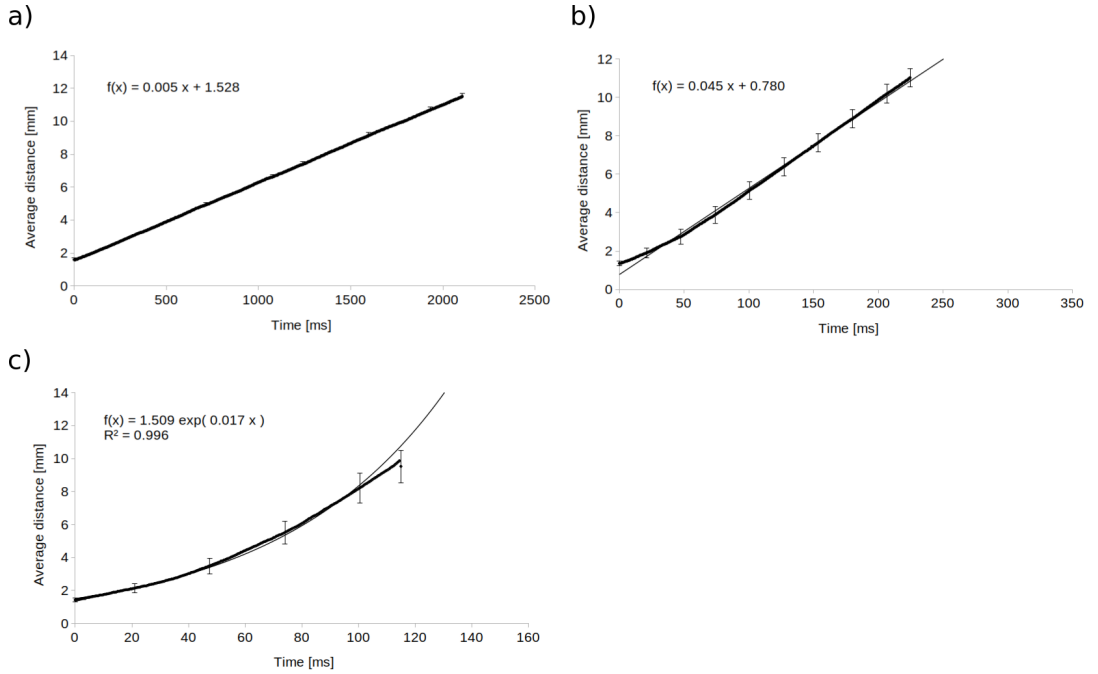 a)
14
12
10
8
6
4
2
0
f(x) = 0.005 x + 1.528
Average distance [mm]
0 500 1000 1500 2000 2500
Time [ms]
b)
12
10
8
6
4
2
0
f(x) = 0.045 x + 0.780
Average distance [mm]
0 50 100 150 200 250 300 350
Time [ms]
c)
14
12
10
8
6
4
2
0
f(x) = 1.509 exp( 0.017 x )
R² = 0.996
Average distance [mm]
0 20 40 60 80 100 120 140 160
Time [ms]